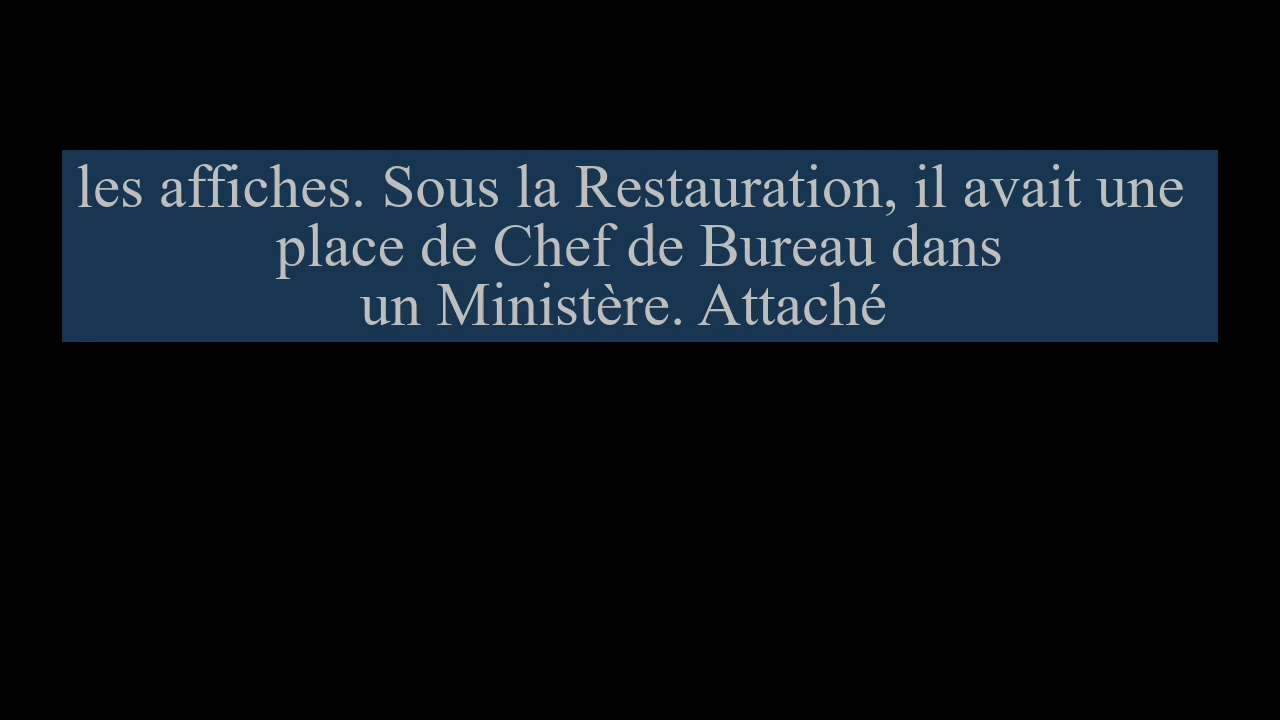 les affiches. Sous la Restauration, il avait une
place de Chef de Bureau dans
un Ministère. Attaché